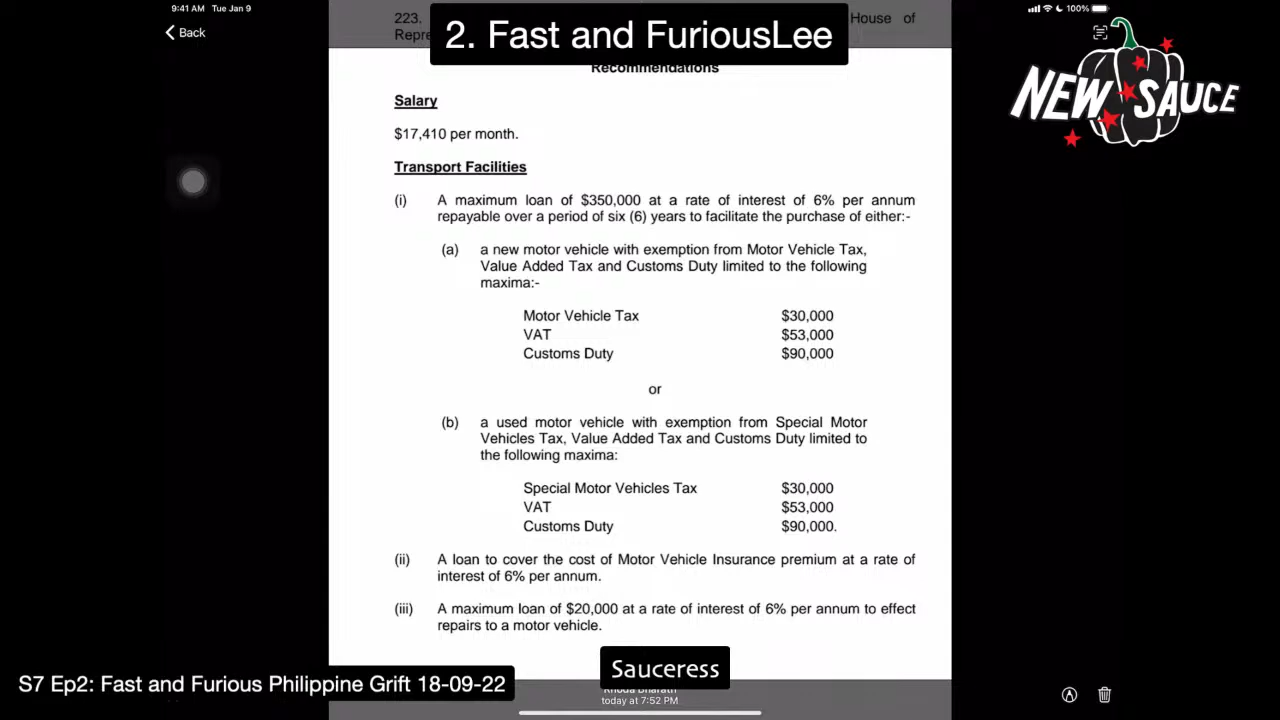 9:41 AM Tue Jan 9
100%
Back
223. House of
Repre
2. Fast and FuriousLee
NEW SAUCE
Recommendations
Salary
$17,410 per month.
Transport Facilities
(i) A maximum loan of $350,000 at a rate of interest of 6% per annum
repayable over a period of six (6) years to facilitate the purchase of either:-
(a) a new motor vehicle with exemption from Motor Vehicle Tax,
Value Added Tax and Customs Duty limited to the following
maxima:-
Motor Vehicle Tax $30,000
VAT $53,000
Customs Duty $90,000
or
(b) a used motor vehicle with exemption from Special Motor
Vehicles Tax, Value Added Tax and Customs Duty limited to
the following maxima:
Special Motor Vehicles Tax $30,000
VAT $53,000
Customs Duty $90,000.
(ii) A loan to cover the cost of Motor Vehicle Insurance premium at a rate of
interest of 6% per annum.
(iii) A maximum loan of $20,000 at a rate of interest of 6% per annum to effect
repairs to a motor vehicle.
Sauceress
S7 Ep2: Fast and Furious Philippine Grift 18-09-22
Rhoda Bharath
today at 7:52 PM